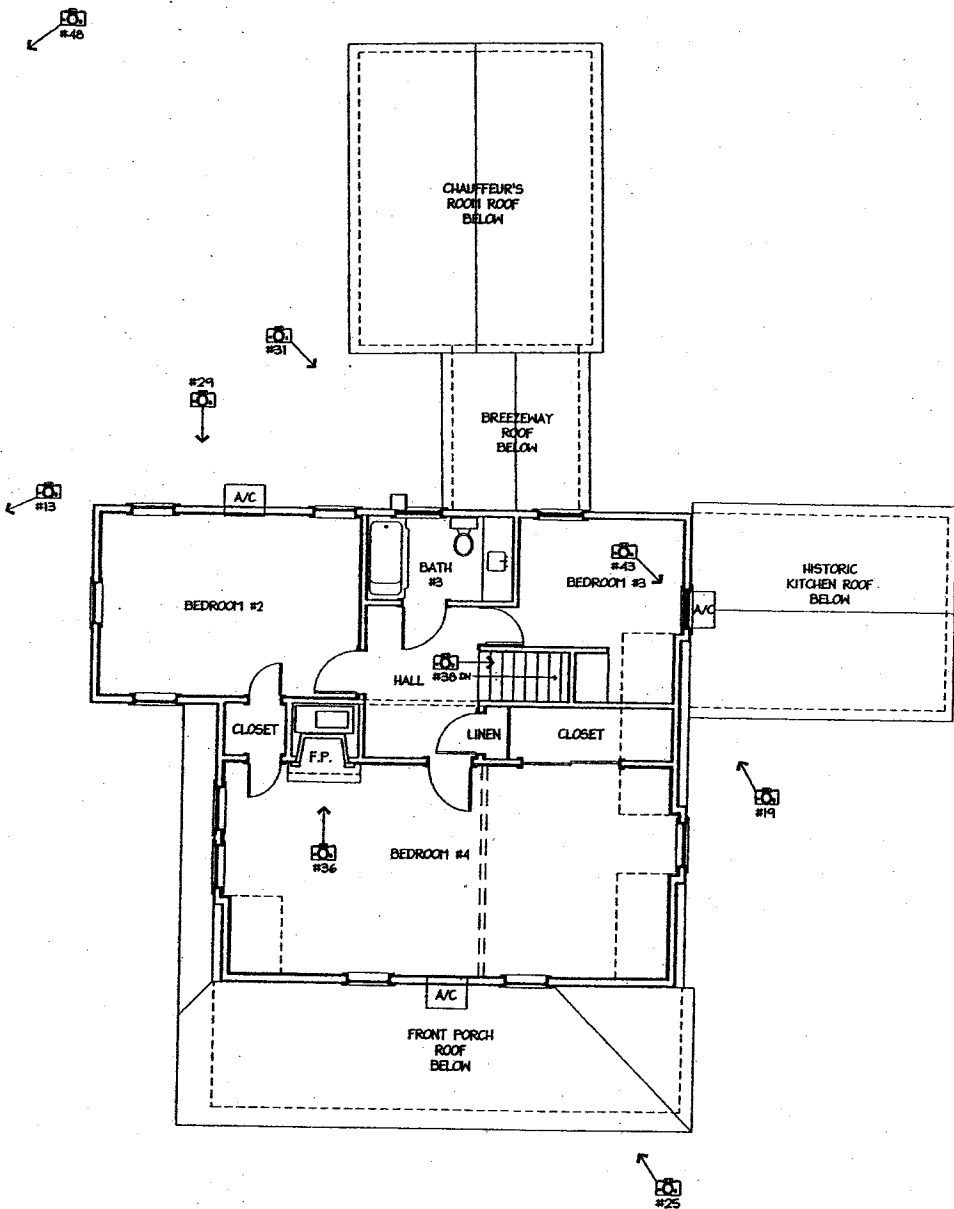 #48
CHAUFFEUR'S
ROOM ROOF
BELOW
#31
#29
BREEZEWAY
ROOF
BELOW
#13
A/C
BATH
#3
#43
BEDROOM #3
HISTORIC
KITCHEN ROOF
BELOW
A/C
BEDROOM #2
HALL
#38 DN
CLOSET
F.P.
LINEN
CLOSET
#19
#36
BEDROOM #4
A/C
FRONT PORCH
ROOF
BELOW
#25